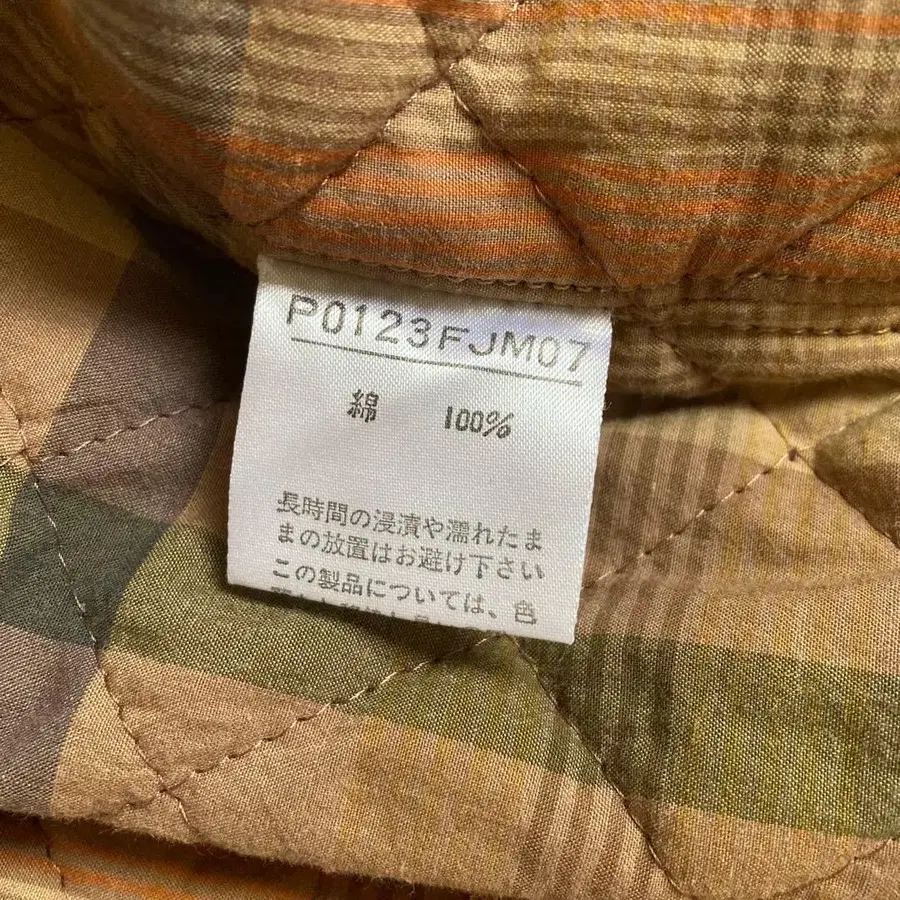 P0123FJM07
綿 100%
長時間の浸漬や濡れたま
まの放置はお避け下さい
この製品については、色